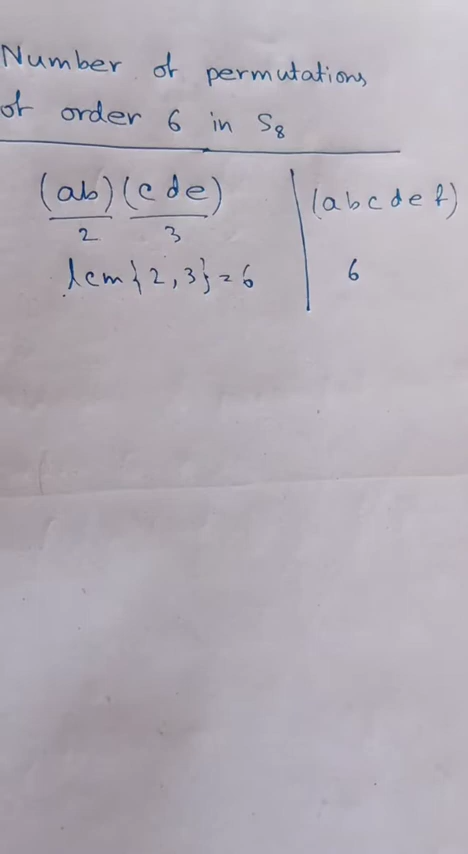 Number of permutations
of order 6 in S₈
(ab)(cde) | (abcdef)
2 3
lcm{2,3}=6 6